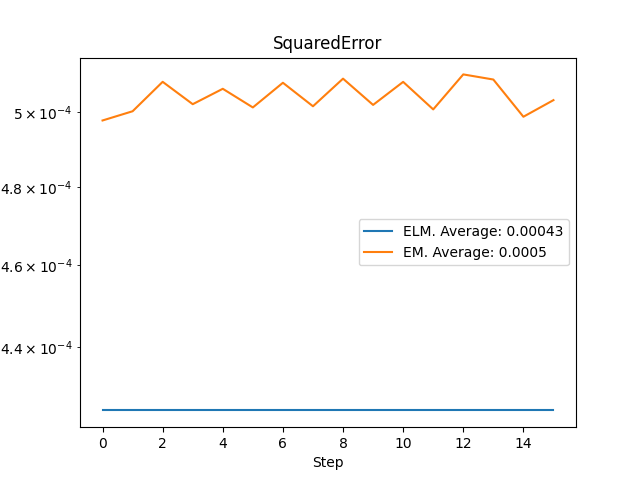 SquaredError
5 × 10⁻⁴
4.8 × 10⁻⁴
4.6 × 10⁻⁴
4.4 × 10⁻⁴
ELM. Average: 0.00043
EM. Average: 0.0005
0 2 4 6 8 10 12 14
Step